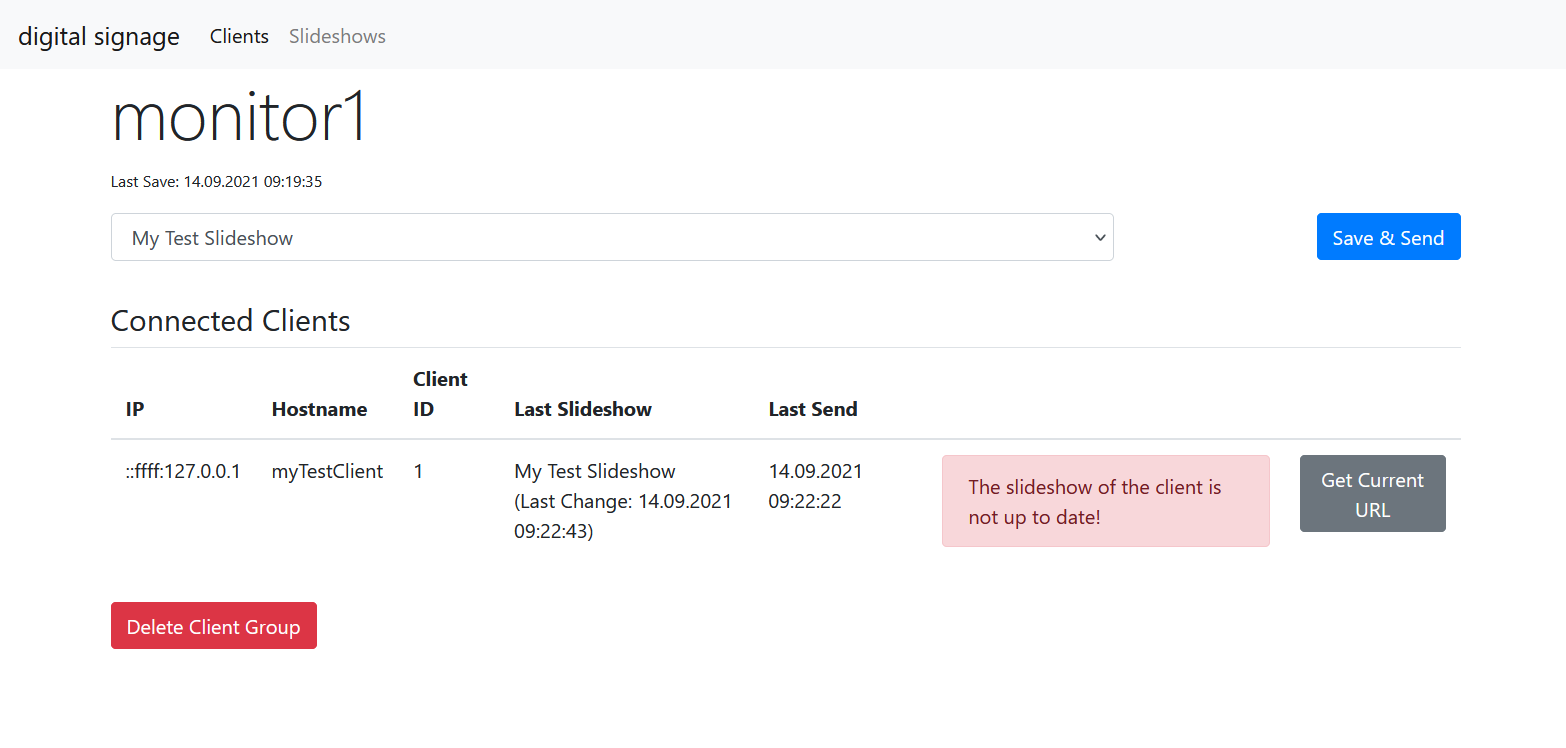 digital signage Clients Slideshows
monitor1
Last Save: 14.09.2021 09:19:35
My Test Slideshow
Save & Send
Connected Clients
IP Hostname Client ID Last Slideshow Last Send
::ffff:127.0.0.1 myTestClient 1 My Test Slideshow
(Last Change: 14.09.2021
09:22:43)
14.09.2021
09:22:22
The slideshow of the client is
not up to date!
Get Current
URL
Delete Client Group